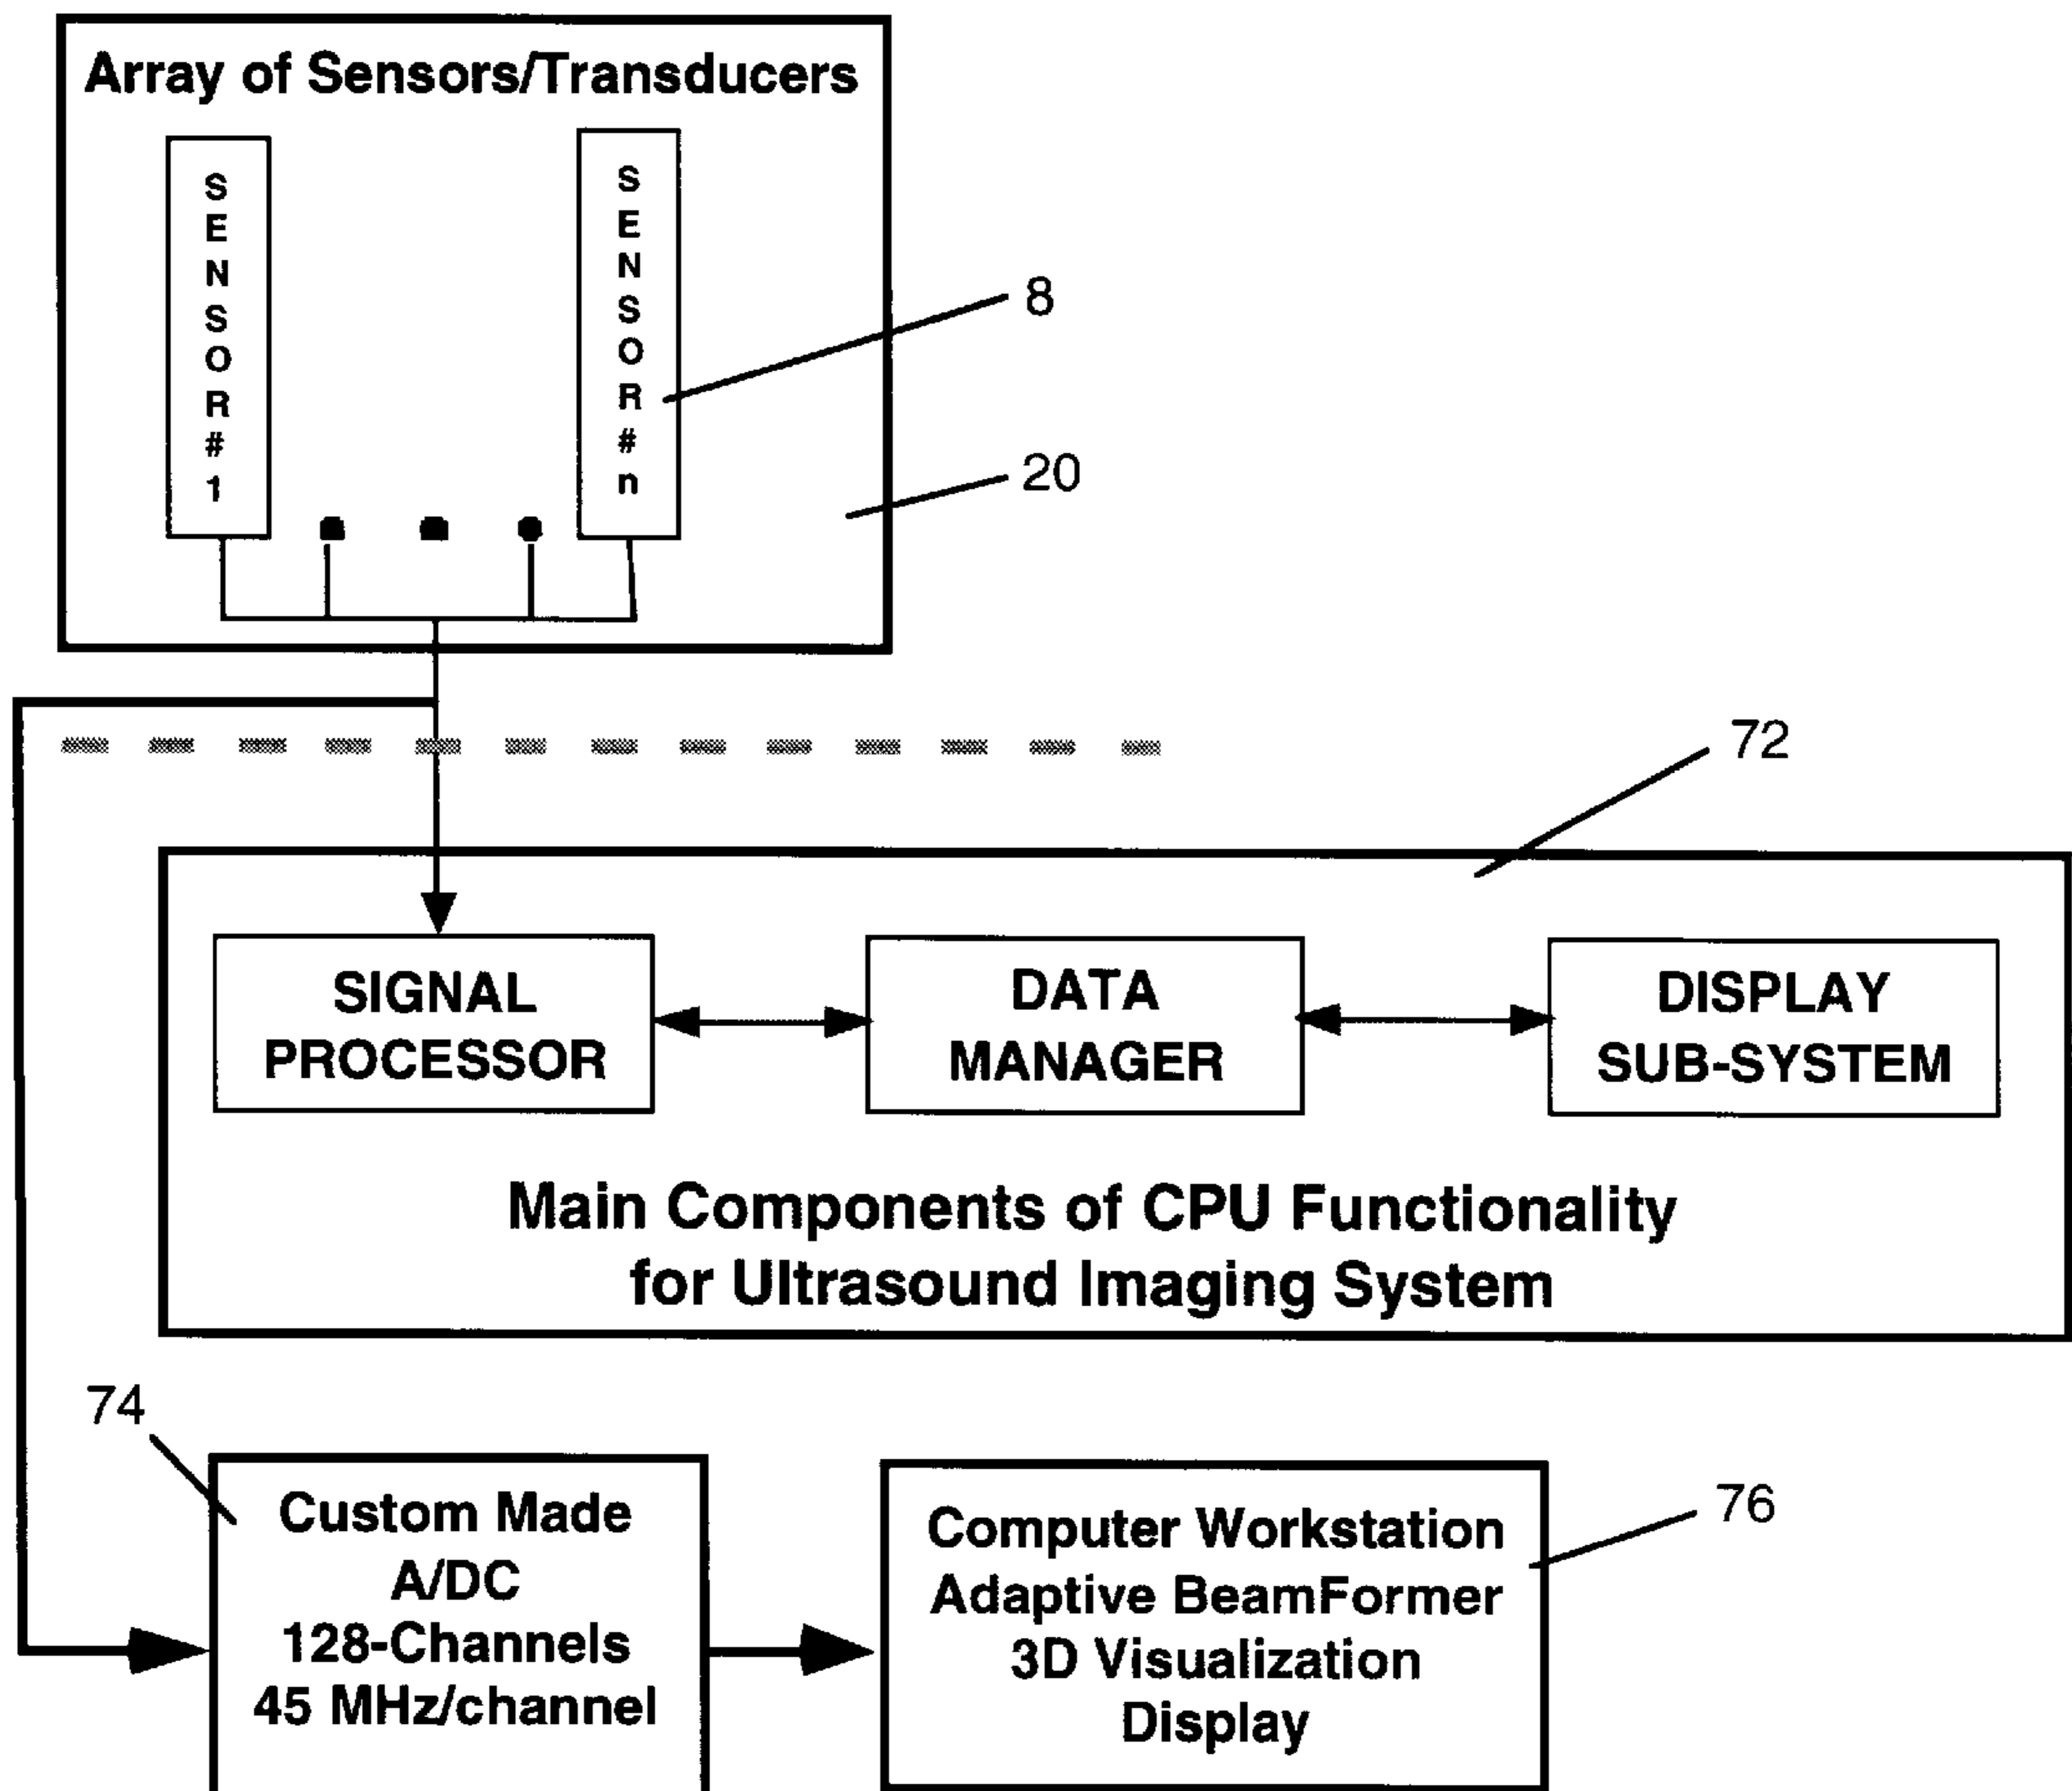 Array of Sensors/Transducers
SENSOR#1
SENSOR#n
8
20
72
SIGNAL
PROCESSOR
DATA
MANAGER
DISPLAY
SUB-SYSTEM
Main Components of CPU Functionality
for Ultrasound Imaging System
74
Custom Made
A/DC
128-Channels
45 MHz/channel
Computer Workstation
Adaptive BeamFormer
3D Visualization
Display
76